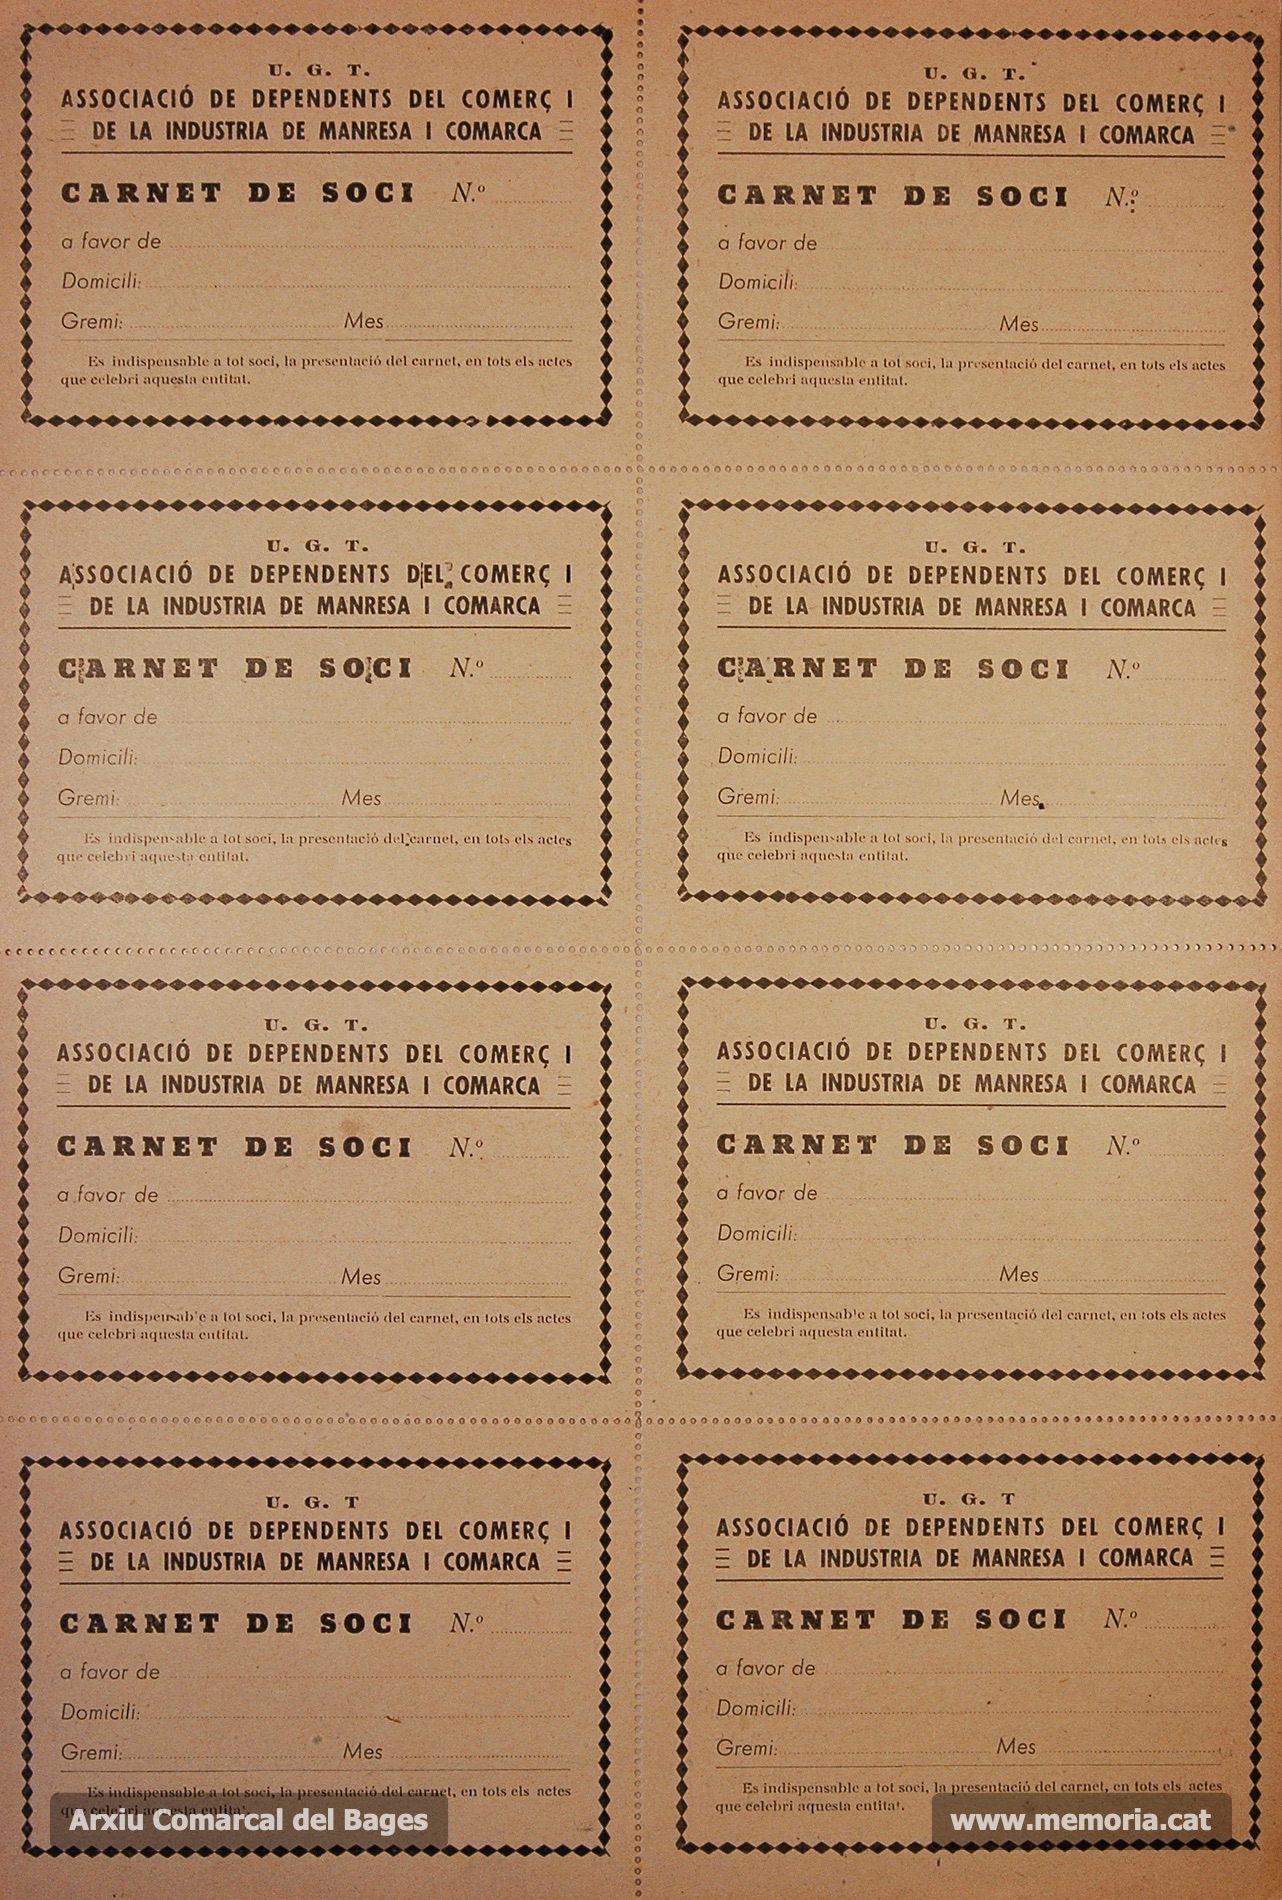 U. G. T.
ASSOCIACIÓ DE DEPENDENTS DEL COMERÇ I
DE LA INDUSTRIA DE MANRESA I COMARCA
CARNET DE SOCI N.º
a favor de
Domicili:
Gremi: Mes
Es indispensable a tot soci, la presentació del carnet, en tots els actes
que celebri aquesta entitat.
U. G. T.
ASSOCIACIÓ DE DEPENDENTS DEL COMERÇ I
DE LA INDUSTRIA DE MANRESA I COMARCA
CARNET DE SOCI N.º
a favor de
Domicili:
Gremi: Mes
Es indispensable a tot soci, la presentació del carnet, en tots els actes
que celebri aquesta entitat.
U. G. T.
ASSOCIACIÓ DE DEPENDENTS DEL COMERÇ I
DE LA INDUSTRIA DE MANRESA I COMARCA
CARNET DE SOCI N.º
a favor de
Domicili:
Gremi: Mes
Es indispensable a tot soci, la presentació del carnet, en tots els actes
que celebri aquesta entitat.
U. G. T.
ASSOCIACIÓ DE DEPENDENTS DEL COMERÇ I
DE LA INDUSTRIA DE MANRESA I COMARCA
CARNET DE SOCI N.º
a favor de
Domicili:
Gremi: Mes
Es indispensable a tot soci, la presentació del carnet, en tots els actes
que celebri aquesta entitat.
U. G. T.
ASSOCIACIÓ DE DEPENDENTS DEL COMERÇ I
DE LA INDUSTRIA DE MANRESA I COMARCA
CARNET DE SOCI N.º
a favor de
Domicili:
Gremi: Mes
Es indispensable a tot soci, la presentació del carnet, en tots els actes
que celebri aquesta entitat.
U. G. T.
ASSOCIACIÓ DE DEPENDENTS DEL COMERÇ I
DE LA INDUSTRIA DE MANRESA I COMARCA
CARNET DE SOCI N.º
a favor de
Domicili:
Gremi: Mes
Es indispensable a tot soci, la presentació del carnet, en tots els actes
que celebri aquesta entitat.
U. G. T
ASSOCIACIÓ DE DEPENDENTS DEL COMERÇ I
DE LA INDUSTRIA DE MANRESA I COMARCA
CARNET DE SOCI N.º
a favor de
Domicili:
Gremi: Mes
Es indispensable a tot soci, la presentació del carnet, en tots els actes
que celebri aquesta entitat.
U. G. T
ASSOCIACIÓ DE DEPENDENTS DEL COMERÇ I
DE LA INDUSTRIA DE MANRESA I COMARCA
CARNET DE SOCI N.º
a favor de
Domicili:
Gremi: Mes
Es indispensable a tot soci, la presentació del carnet, en tots els actes
que celebri aquesta entitat.
Arxiu Comarcal del Bages
www.memoria.cat